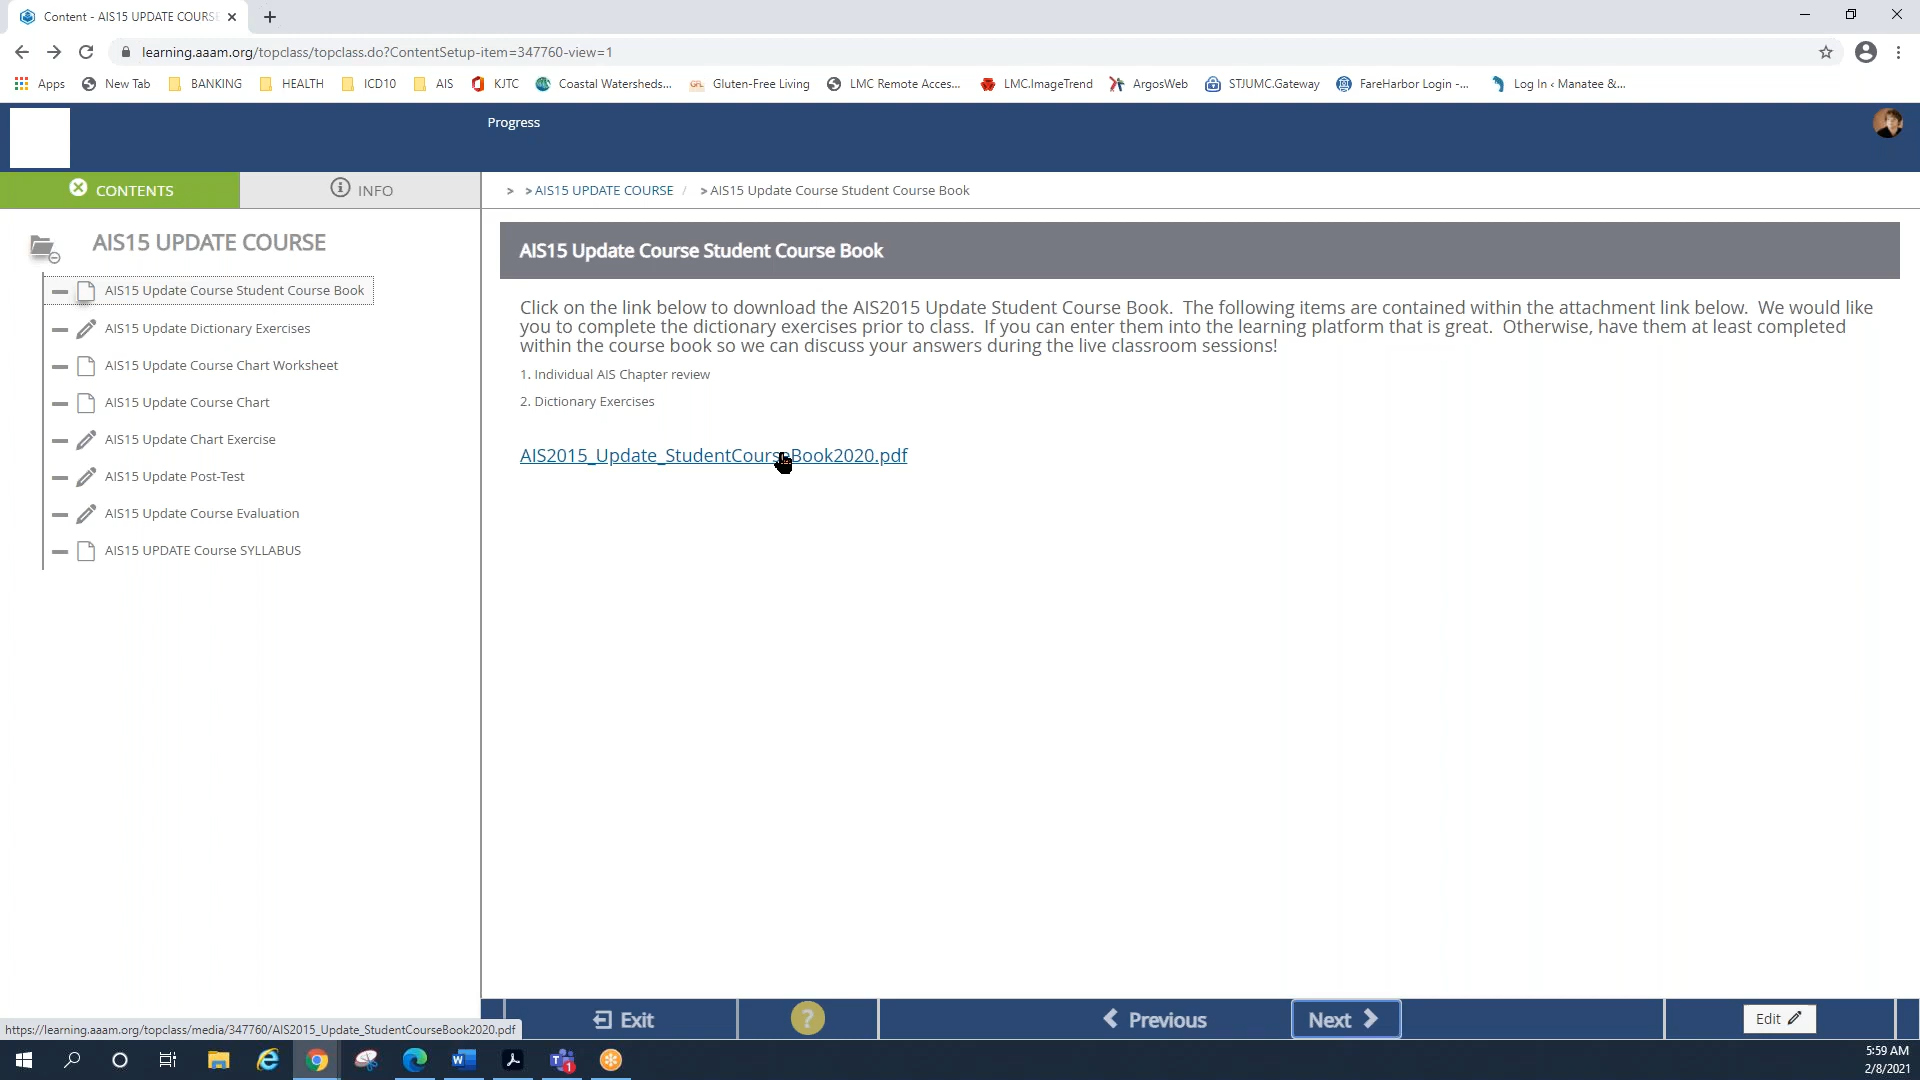 Content - AIS15 UPDATE COURSE
learning.aaam.org/topclass/topclass.do?ContentSetup-item=347760-view=1
Apps New Tab BANKING HEALTH ICD10 AIS KJTC Coastal Watersheds... GFL Gluten-Free Living LMC Remote Acces... LMC.ImageTrend ArgosWeb STJUMC.Gateway FareHarbor Login -... Log In ‹ Manatee &...
Progress
CONTENTS INFO
> > AIS15 UPDATE COURSE / > AIS15 Update Course Student Course Book
AIS15 UPDATE COURSE
AIS15 Update Course Student Course Book
AIS15 Update Dictionary Exercises
AIS15 Update Course Chart Worksheet
AIS15 Update Course Chart
AIS15 Update Chart Exercise
AIS15 Update Post-Test
AIS15 Update Course Evaluation
AIS15 UPDATE Course SYLLABUS
AIS15 Update Course Student Course Book
Click on the link below to download the AIS2015 Update Student Course Book. The following items are contained within the attachment link below. We would like
you to complete the dictionary exercises prior to class. If you can enter them into the learning platform that is great. Otherwise, have them at least completed
within the course book so we can discuss your answers during the live classroom sessions!
1. Individual AIS Chapter review
2. Dictionary Exercises
AIS2015_Update_StudentCourseBook2020.pdf
Exit ? Previous Next Edit
https://learning.aaam.org/topclass/media/347760/AIS2015_Update_StudentCourseBook2020.pdf
5:59 AM
2/8/2021